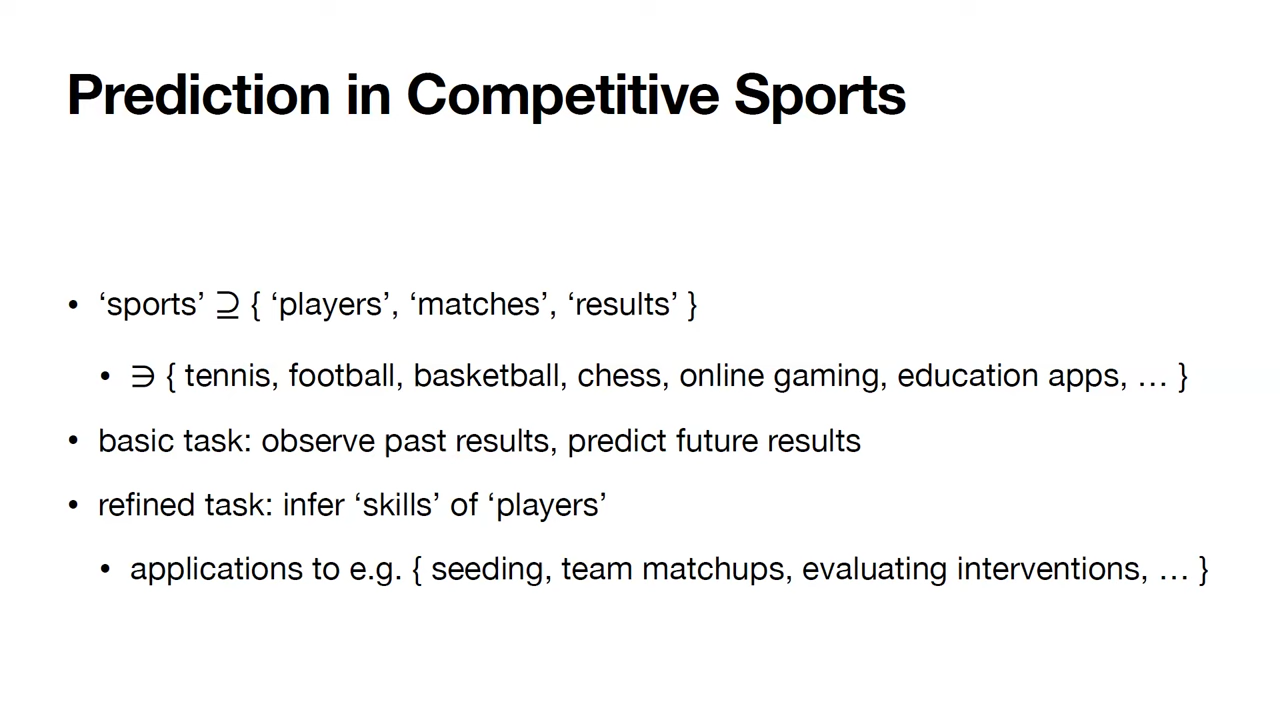 Prediction in Competitive Sports
• ‘sports’ ⊇ { ‘players’, ‘matches’, ‘results’ }
• ∋ { tennis, football, basketball, chess, online gaming, education apps, … }
• basic task: observe past results, predict future results
• refined task: infer ‘skills’ of ‘players’
• applications to e.g. { seeding, team matchups, evaluating interventions, … }